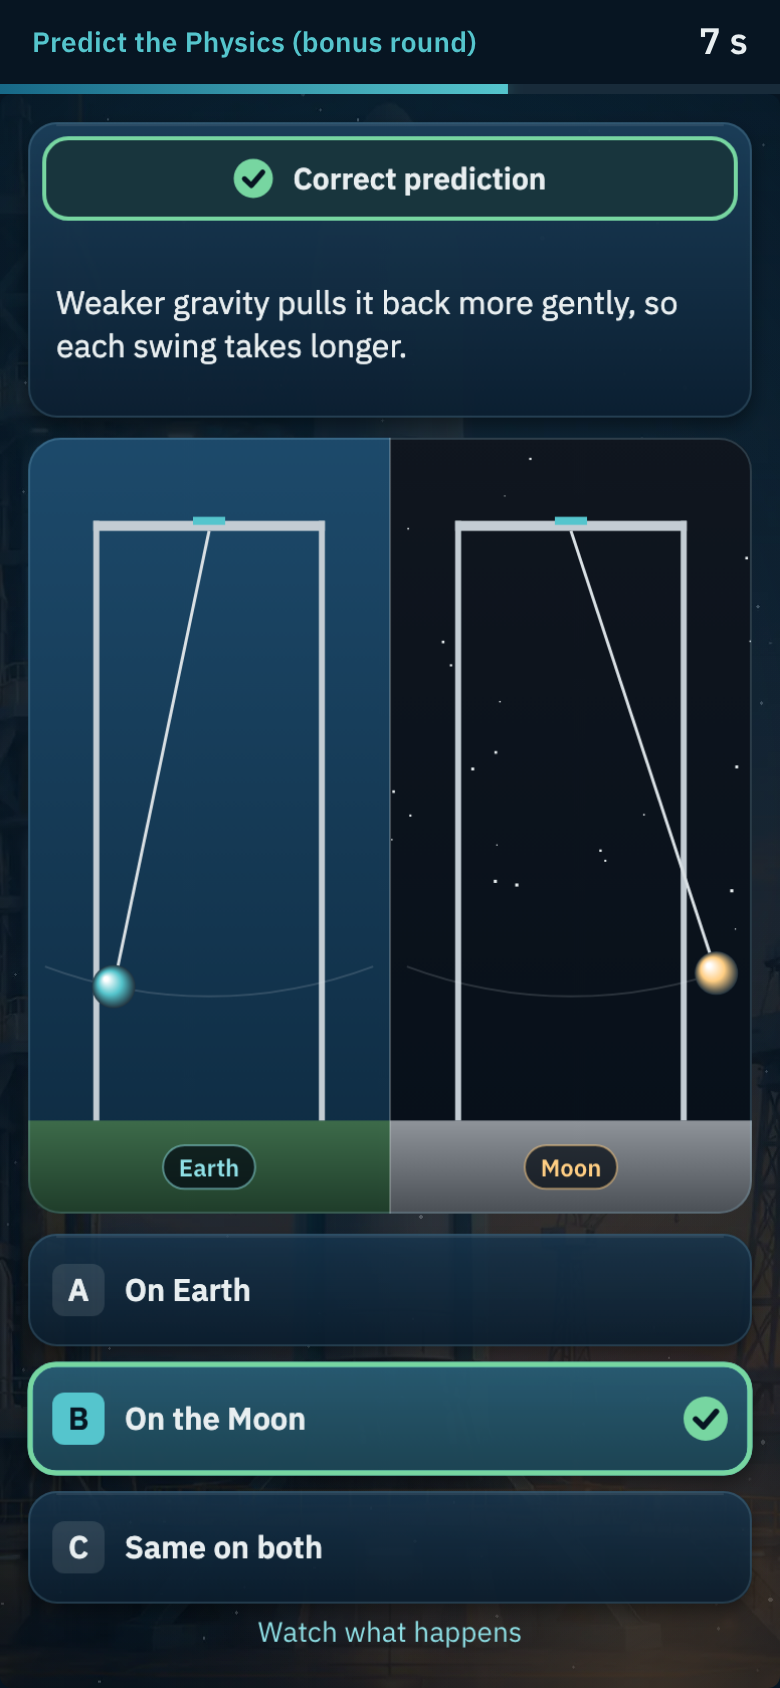 Predict the Physics (bonus round)
7 s
Correct prediction
Weaker gravity pulls it back more gently, so
each swing takes longer.
Earth
Moon
A On Earth
B On the Moon
C Same on both
Watch what happens